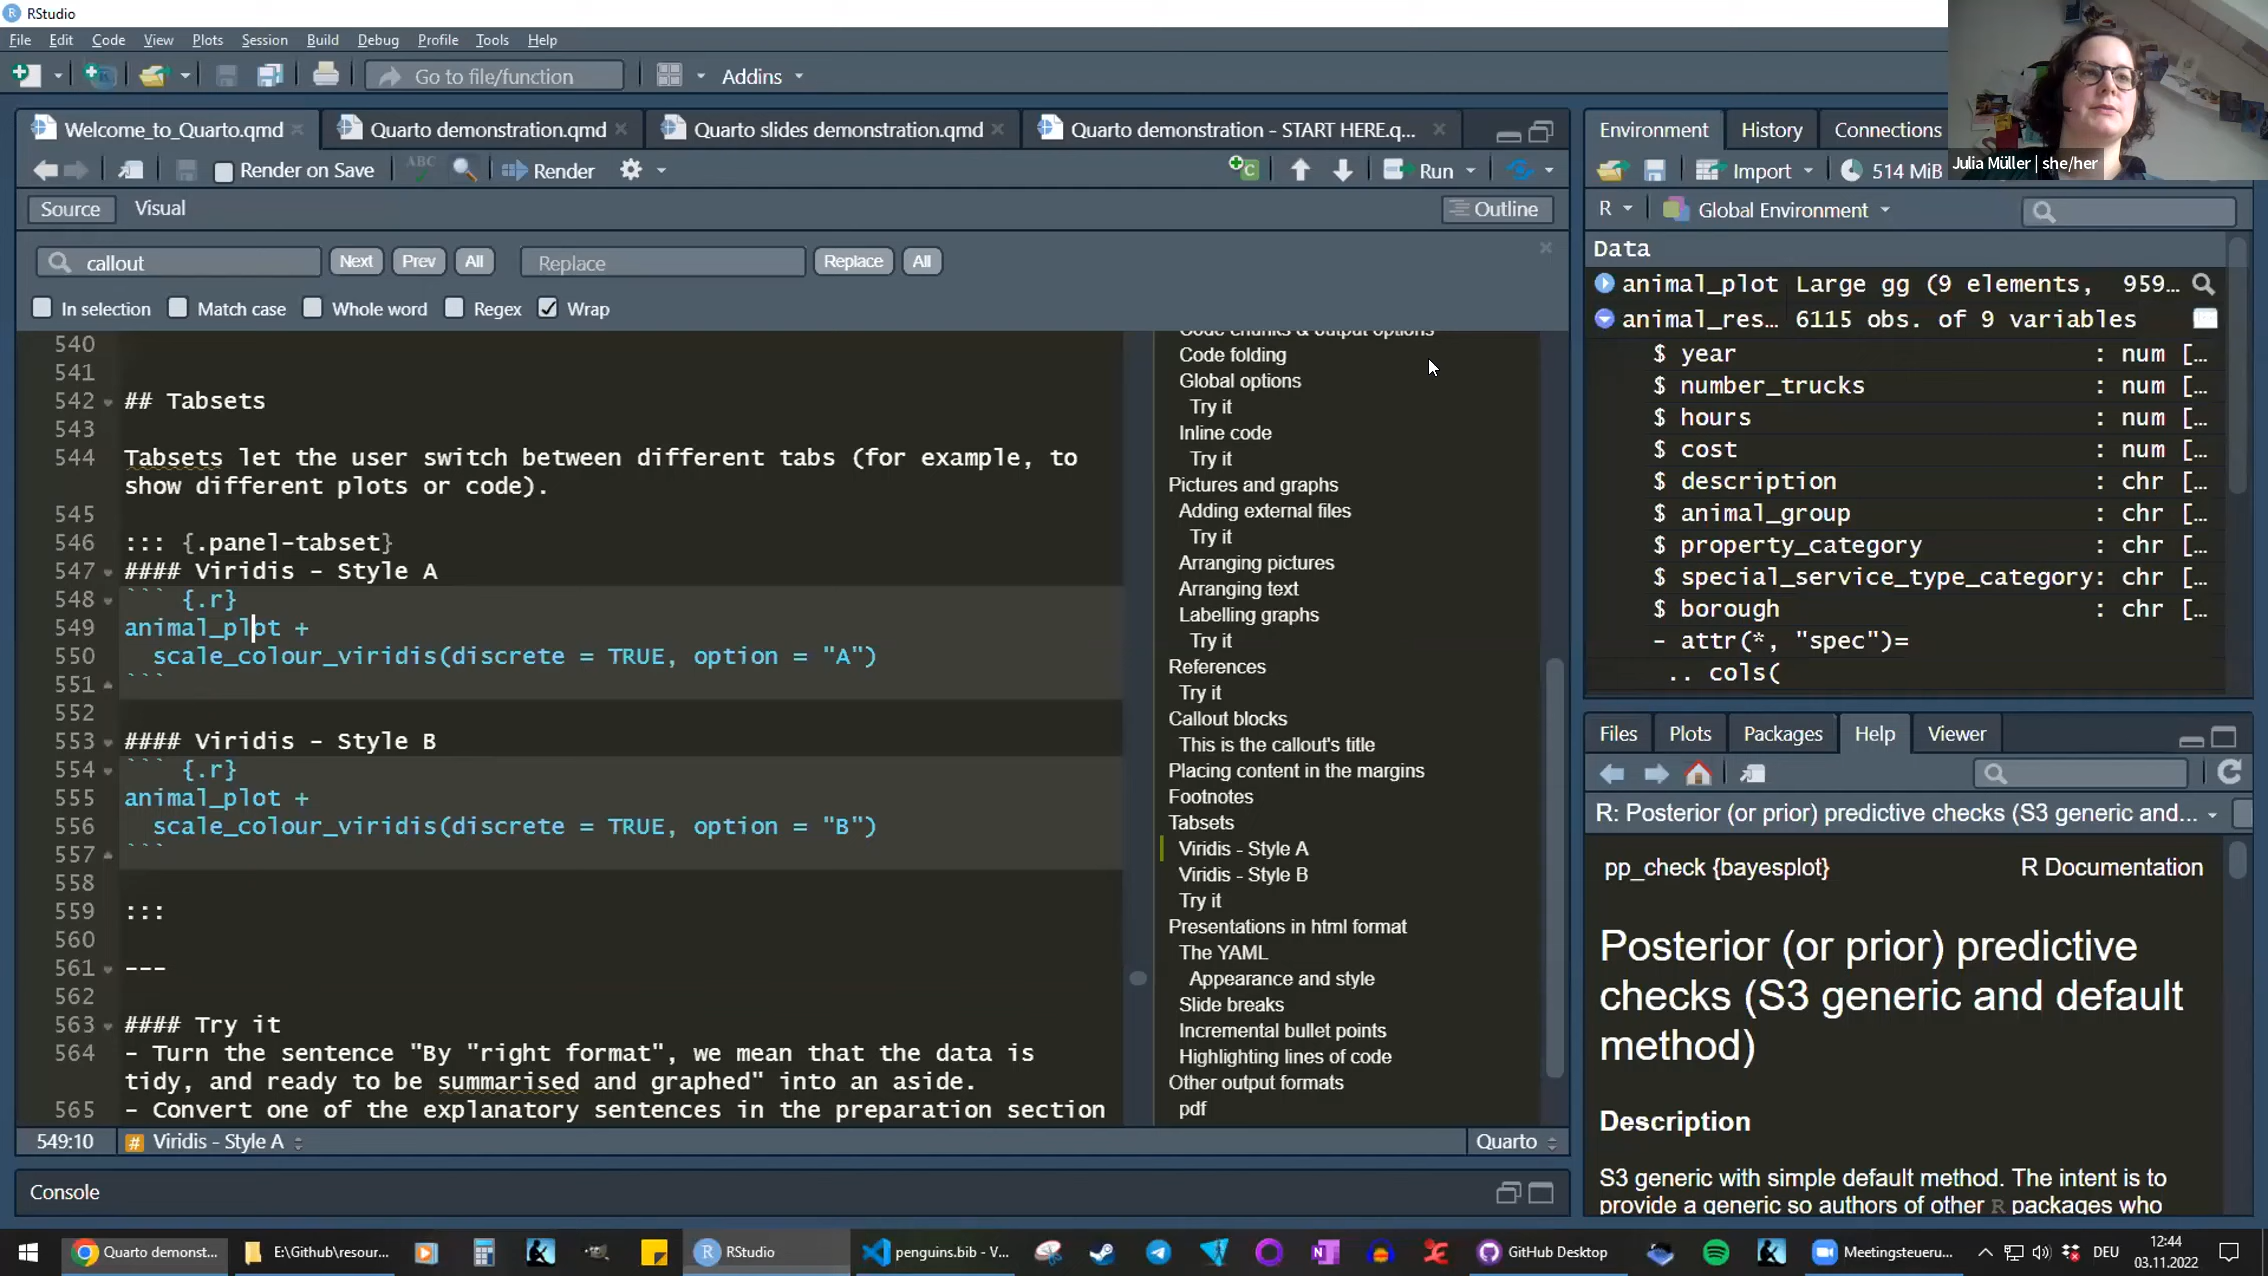 RStudio
File Edit Code View Plots Session Build Debug Profile Tools Help
Go to file/function Addins
Welcome_to_Quarto.qmd Quarto demonstration.qmd Quarto slides demonstration.qmd Quarto demonstration - START HERE.q...
Render on Save ABC Render Run
Source Visual Outline
callout Next Prev All Replace Replace All
In selection Match case Whole word Regex Wrap
540
541
542 ## Tabsets
543
544 Tabsets let the user switch between different tabs (for example, to
show different plots or code).
545
546 ::: {.panel-tabset}
547 #### Viridis - Style A
548 ``` {.r}
549 animal_plot +
550 scale_colour_viridis(discrete = TRUE, option = "A")
551 ```
552
553 #### Viridis - Style B
554 ``` {.r}
555 animal_plot +
556 scale_colour_viridis(discrete = TRUE, option = "B")
557 ```
558
559 :::
560
561 ---
562
563 #### Try it
564 - Turn the sentence "By "right format", we mean that the data is
tidy, and ready to be summarised and graphed" into an aside.
565 - Convert one of the explanatory sentences in the preparation section
549:10 # Viridis - Style A Quarto
Console
Code chunks & output options
Code folding
Global options
Try it
Inline code
Try it
Pictures and graphs
Adding external files
Try it
Arranging pictures
Arranging text
Labelling graphs
Try it
References
Try it
Callout blocks
This is the callout's title
Placing content in the margins
Footnotes
Tabsets
Viridis - Style A
Viridis - Style B
Try it
Presentations in html format
The YAML
Appearance and style
Slide breaks
Incremental bullet points
Highlighting lines of code
Other output formats
pdf
Julia Müller | she/her
Environment History Connections
Import 514 MiB
R Global Environment
Data
animal_plot Large gg (9 elements, 959...
animal_res... 6115 obs. of 9 variables
$ year : num [...
$ number_trucks : num [...
$ hours : num [...
$ cost : num [...
$ description : chr [...
$ animal_group : chr [...
$ property_category : chr [...
$ special_service_type_category: chr [...
$ borough : chr [...
- attr(*, "spec")=
.. cols(
Files Plots Packages Help Viewer
R: Posterior (or prior) predictive checks (S3 generic and...
pp_check {bayesplot} R Documentation
Posterior (or prior) predictive
checks (S3 generic and default
method)
Description
S3 generic with simple default method. The intent is to
provide a generic so authors of other R packages who
Quarto demonst... E:\Github\resour... RStudio penguins.bib - V... GitHub Desktop Meetingsteueru... DEU 12:44
03.11.2022